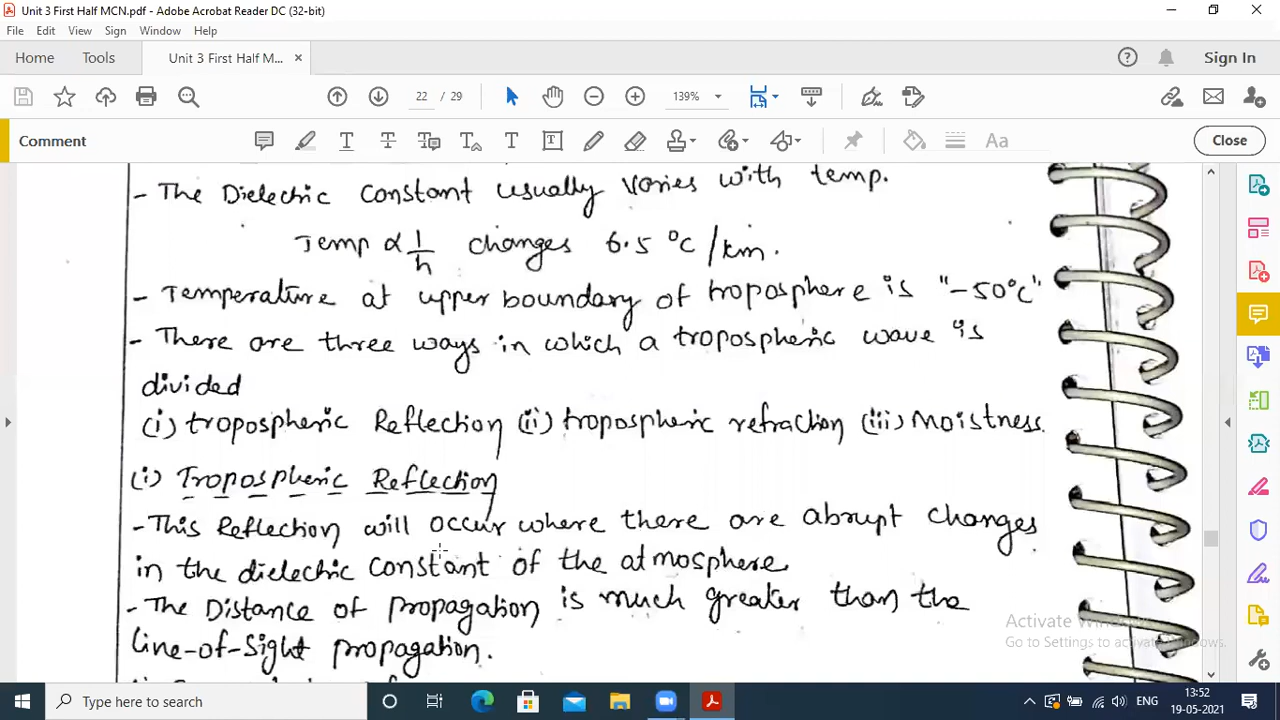 Unit 3 First Half MCN.pdf - Adobe Acrobat Reader DC (32-bit)
File Edit View Sign Window Help
Home Tools Unit 3 First Half M... × Sign In
22 / 29 139%
Comment Close
- The Dielectric Constant usually varies with temp.
Temp α 1/h changes 6.5 °C/km.
- Temperature at upper boundary of troposphere is "-50°C"
- There are three ways in which a tropospheric wave is
divided
(i) tropospheric Reflection (ii) tropospheric refraction (iii) Moistness.
(i) Tropospheric Reflection
- This Reflection will occur where there are abrupt changes
in the dielectric constant of the atmosphere
- The Distance of propagation is much greater than the
line-of-sight propagation.
Activate Windows
Go to Settings to activate Windows.
Type here to search
ENG
13:52
19-05-2021